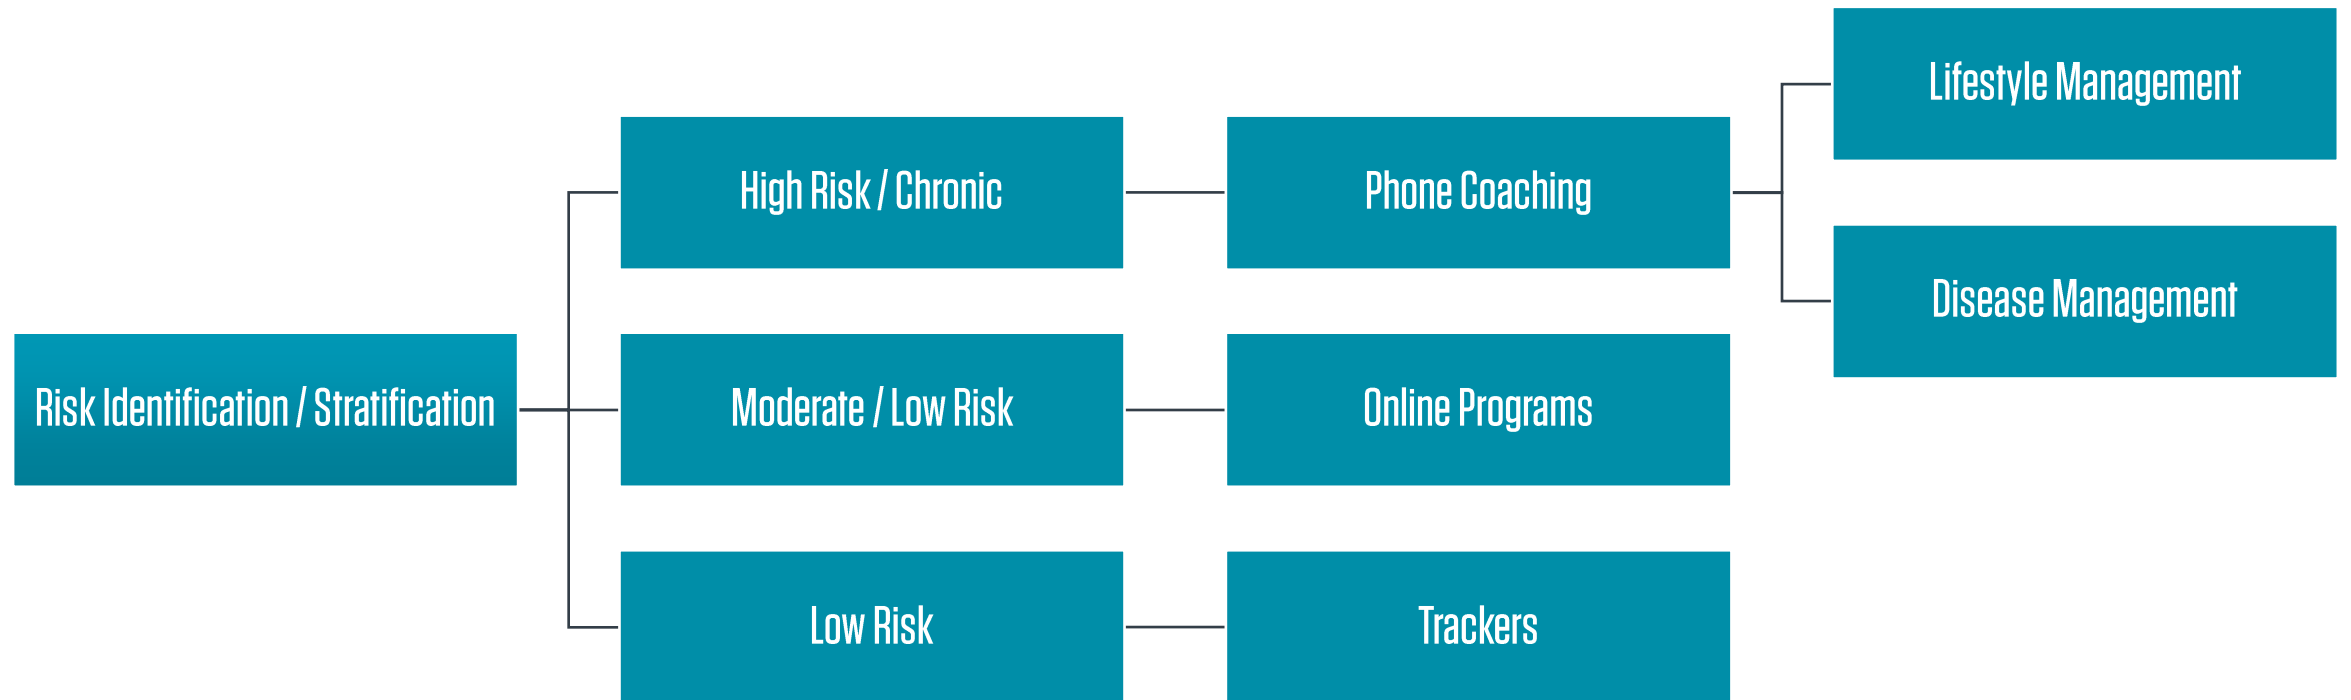 Risk Identification / Stratification
High Risk / Chronic
Phone Coaching
Lifestyle Management
Disease Management
Moderate / Low Risk
Online Programs
Low Risk
Trackers